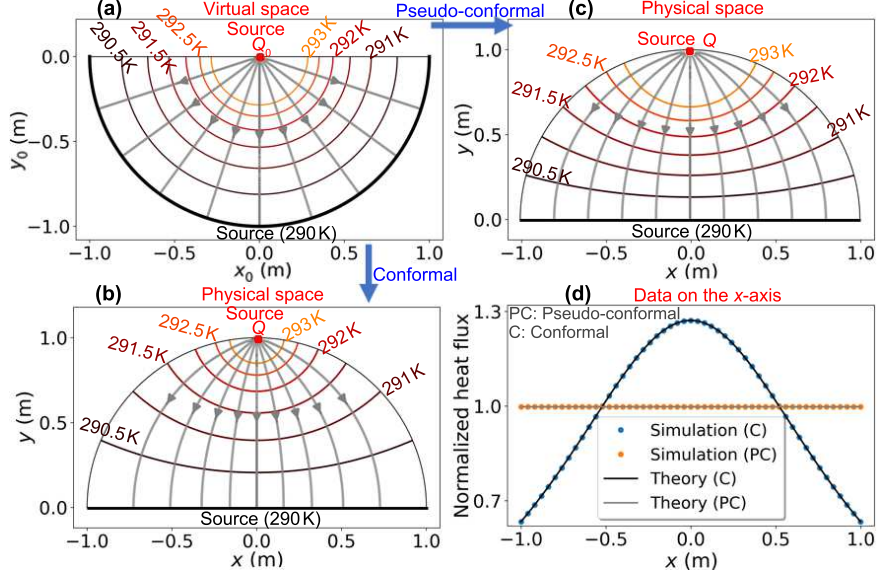 (a)
Virtual space
Pseudo-conformal
(c)
Physical space
290.5K
291.5K
292.5K
Source
Q₀
293K
292K
291K
0.0
−0.5
−1.0
y₀ (m)
Source (290K)
−1.0 −0.5 0.0 0.5 1.0
x₀ (m)
Source Q
292.5K
293K
291.5K
292K
290.5K
291K
1.0
0.5
0.0
y (m)
Source (290K)
−1.0 −0.5 0.0 0.5 1.0
x (m)
Conformal
(b)
Physical space
Source
Q
292.5K
293K
291.5K
292K
290.5K
291K
1.0
0.5
0.0
y (m)
Source (290K)
−1.0 −0.5 0.0 0.5 1.0
x (m)
(d)
Data on the x-axis
PC: Pseudo-conformal
C: Conformal
1.3
1.0
0.7
Normalized heat flux
Simulation (C)
Simulation (PC)
Theory (C)
Theory (PC)
−1.0 −0.5 0.0 0.5 1.0
x (m)